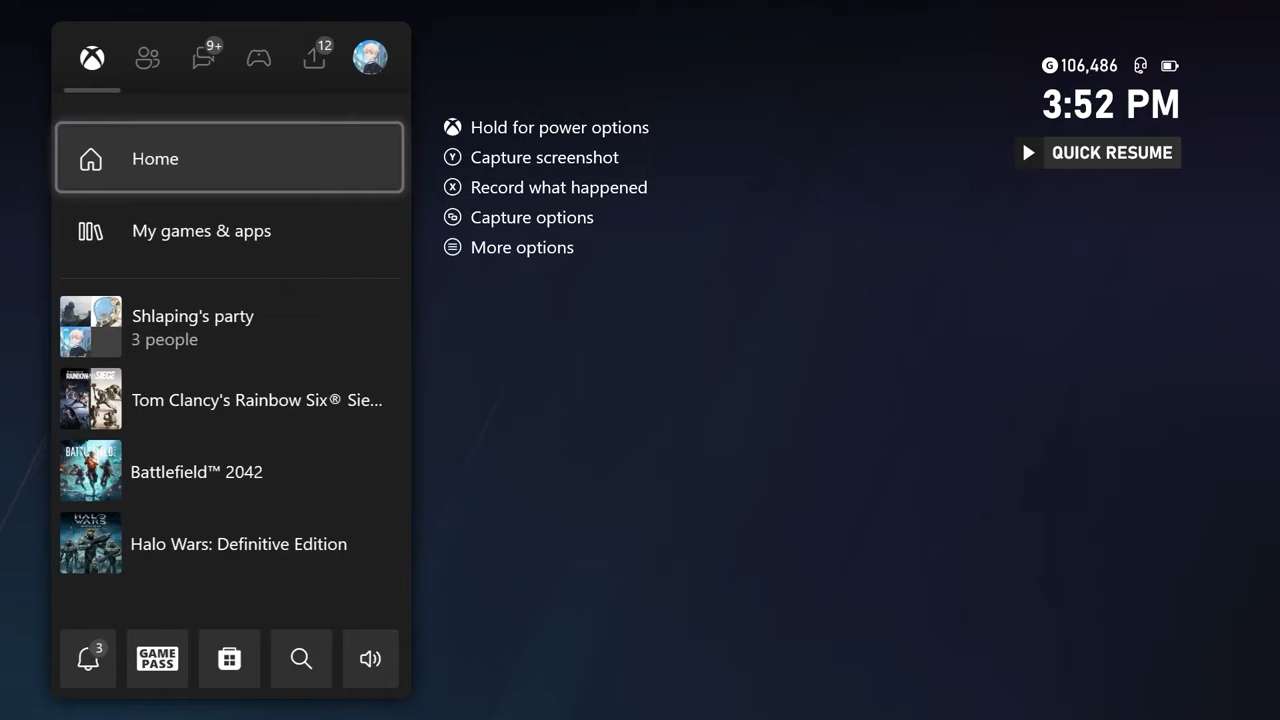 9+
12
Home
My games & apps
Shlaping's party
3 people
Tom Clancy's Rainbow Six® Sie...
Battlefield™ 2042
Halo Wars: Definitive Edition
3
GAME
PASS
Hold for power options
Y Capture screenshot
X Record what happened
Capture options
More options
G 106,486
3:52 PM
QUICK RESUME